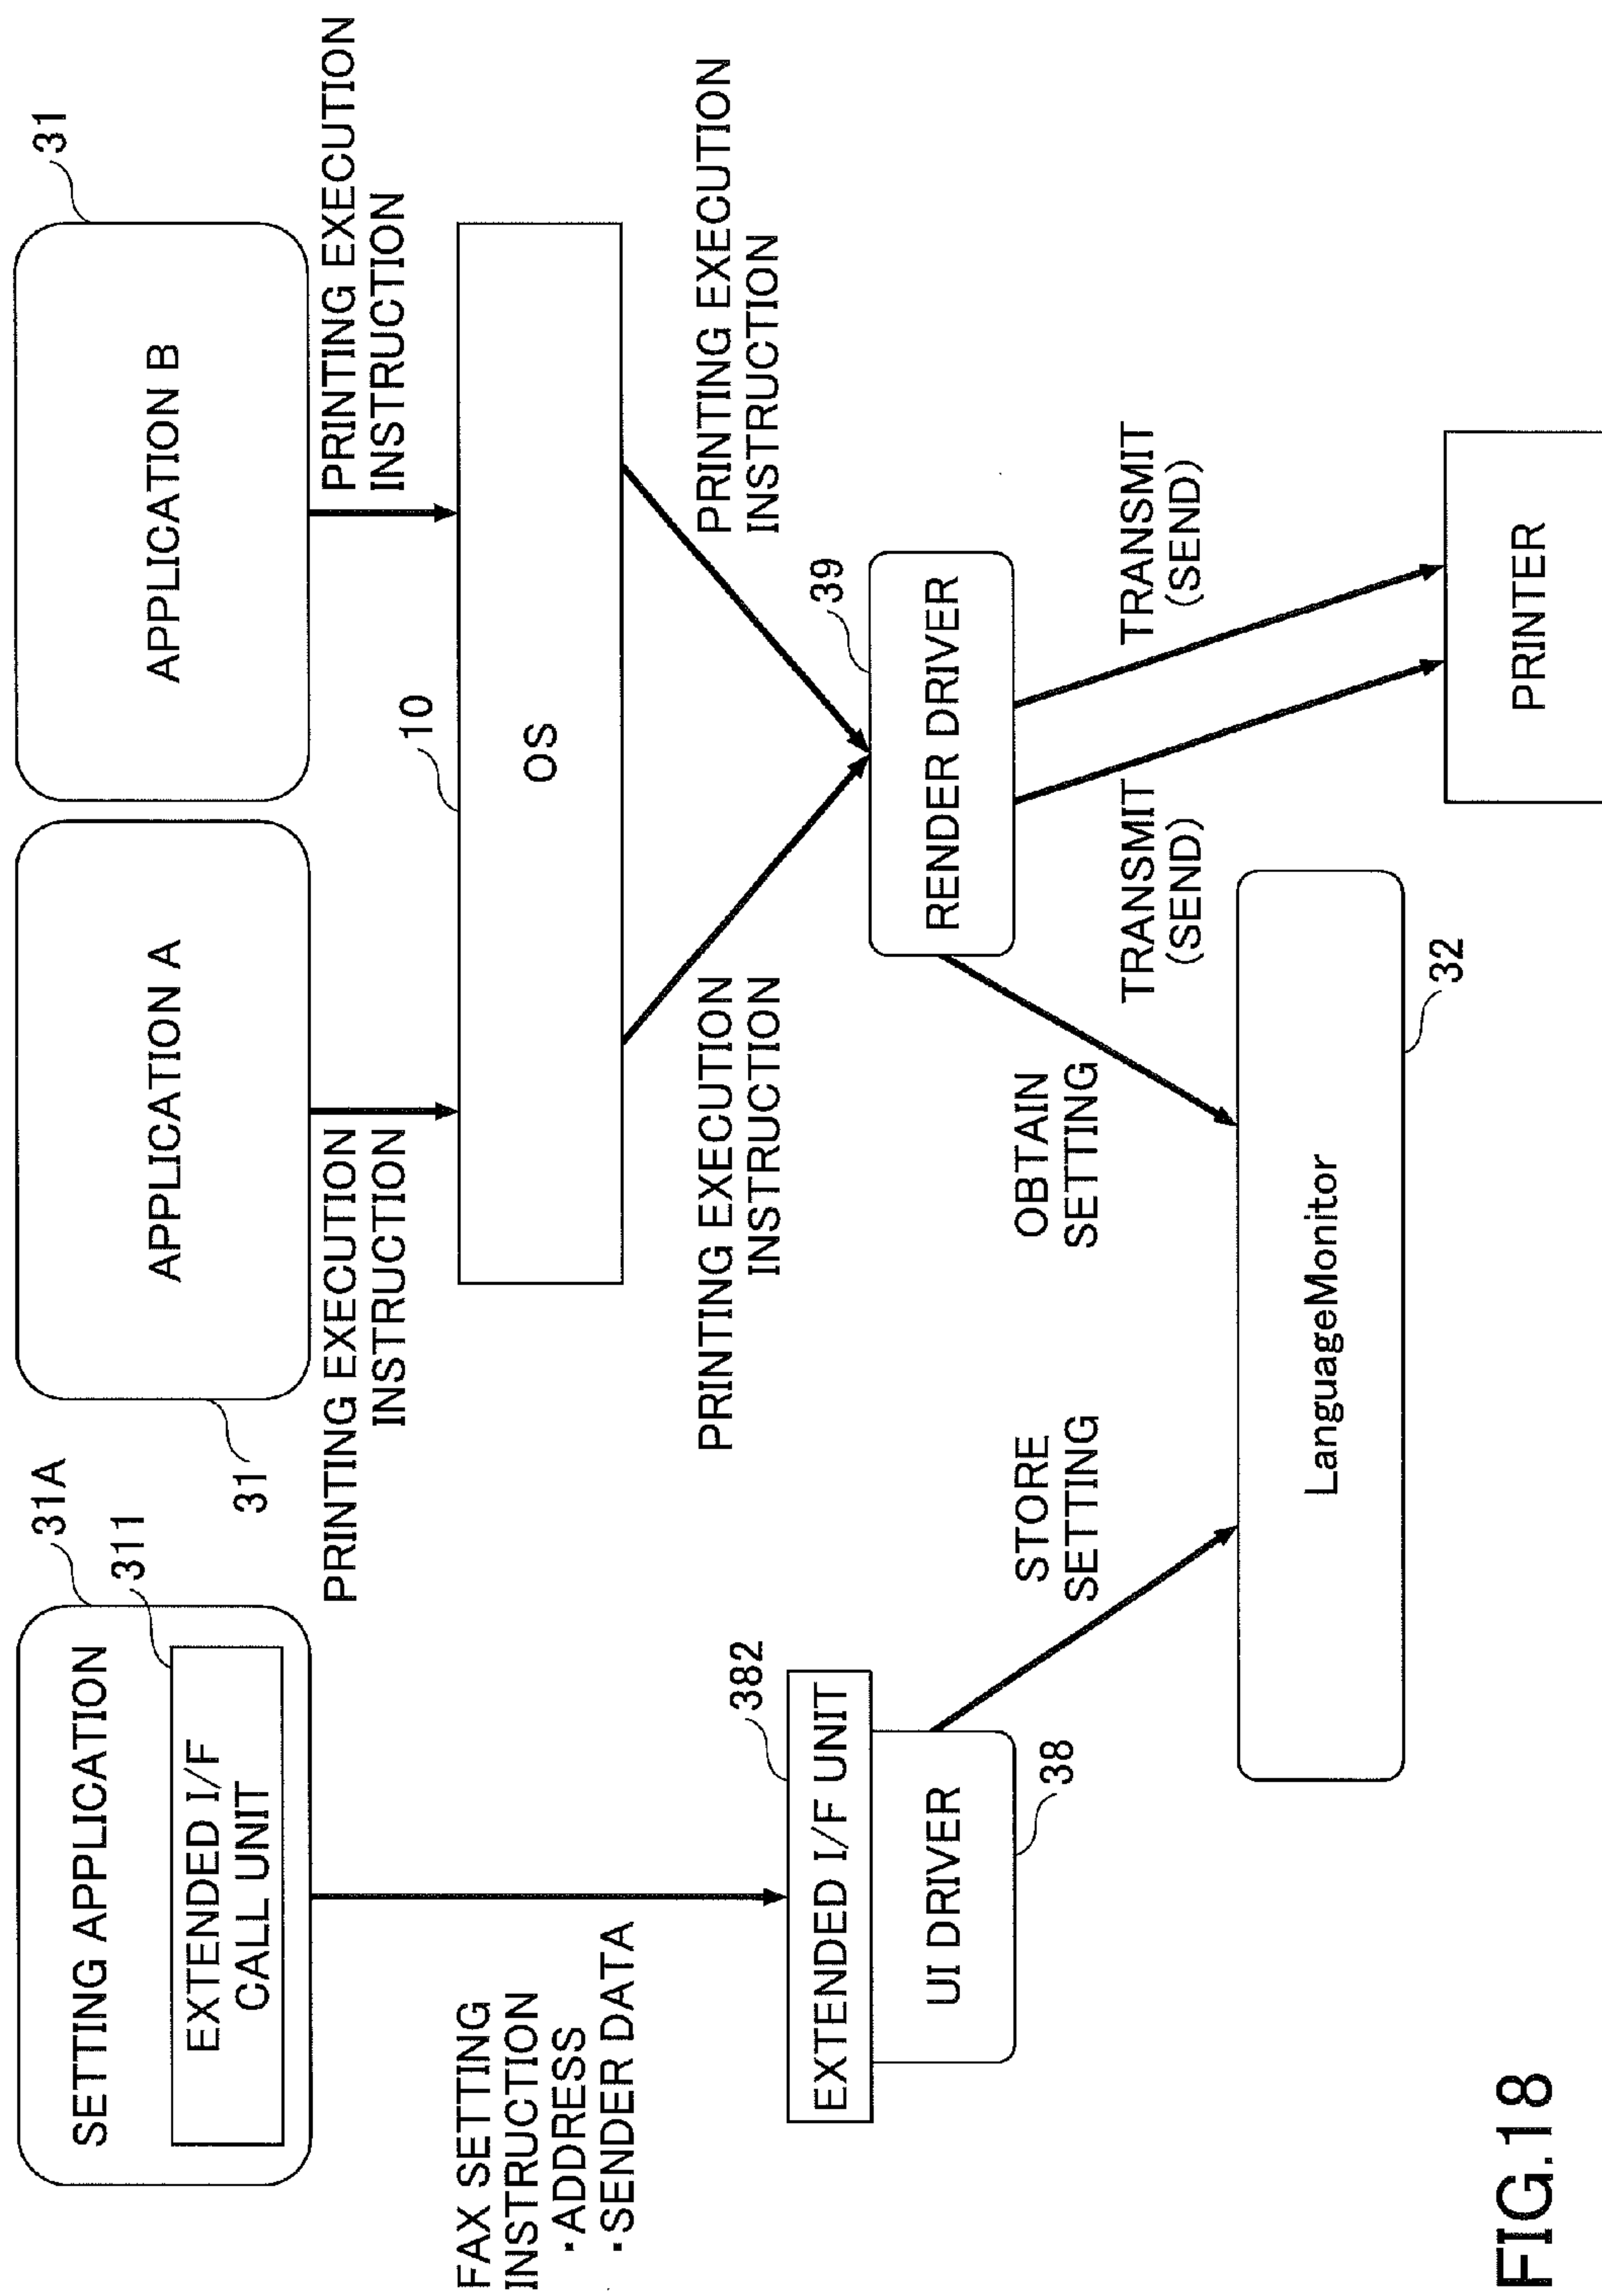 FIG.18
SETTING APPLICATION
31A
EXTENDED I/F
CALL UNIT
311
APPLICATION A
31
APPLICATION B
31
FAX SETTING
INSTRUCTION
・ADDRESS
・SENDER DATA
PRINTING EXECUTION
INSTRUCTION
PRINTING EXECUTION
INSTRUCTION
10
OS
EXTENDED I/F UNIT
382
UI DRIVER
38
PRINTING EXECUTION
INSTRUCTION
PRINTING EXECUTION
INSTRUCTION
RENDER DRIVER
39
STORE
SETTING
OBTAIN
SETTING
TRANSMIT
(SEND)
TRANSMIT
(SEND)
LanguageMonitor
32
PRINTER